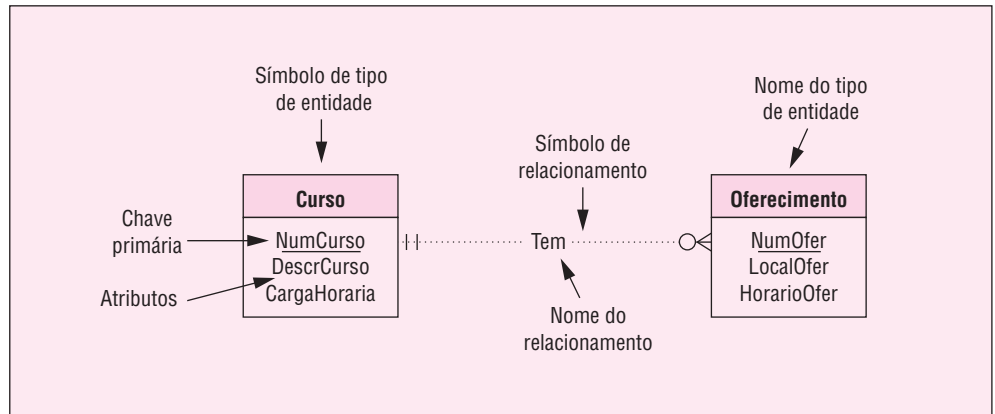 Símbolo de tipo
de entidade
Nome do tipo
de entidade
Símbolo de
relacionamento
Curso
Oferecimento
Chave
primária
NumCurso
DescrCurso
CargaHoraria
Tem
NumOfer
LocalOfer
HorarioOfer
Atributos
Nome do
relacionamento